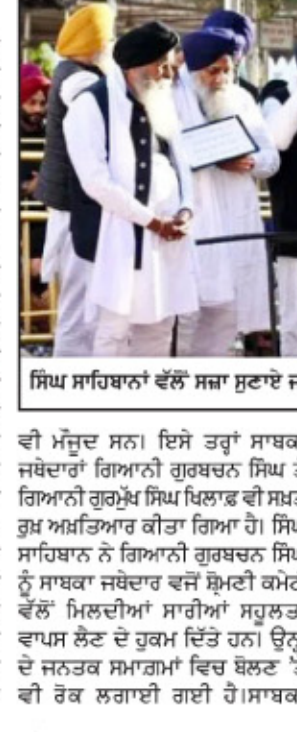 ਸਿੰਘ ਸਾਹਿਬਾਨਾਂ ਵੱਲੋਂ ਸਜ਼ਾ ਸੁਣਾਏ
ਵੀ ਮੌਜੂਦ ਸਨ। ਇਸੇ ਤਰ੍ਹਾਂ ਸਾਬਕ
ਜਥੇਦਾਰਾਂ ਗਿਆਨੀ ਗੁਰਬਚਨ ਸਿੰਘ
ਗਿਆਨੀ ਗੁਰਮੁੱਖ ਸਿੰਘ ਖਿਲਾਫ਼ ਵੀ ਸਖ਼ਤ
ਰੁਖ਼ ਅਖ਼ਤਿਆਰ ਕੀਤਾ ਗਿਆ ਹੈ। ਸਿੰਘ
ਸਾਹਿਬਾਨ ਨੇ ਗਿਆਨੀ ਗੁਰਬਚਨ ਸਿੰਘ
ਨੂੰ ਸਾਬਕਾ ਜਥੇਦਾਰ ਵਜੋਂ ਸ਼੍ਰੋਮਣੀ ਕਮੇਟ
ਵੱਲੋਂ ਮਿਲਦੀਆਂ ਸਾਰੀਆਂ ਸਹੂਲਤ
ਵਾਪਸ ਲੈਣ ਦੇ ਹੁਕਮ ਦਿੱਤੇ ਹਨ। ਉਨ੍ਹ
ਦੇ ਜਨਤਕ ਸਮਾਗ਼ਮਾਂ ਵਿਚ ਬੋਲਣ
ਵੀ ਰੋਕ ਲਗਾਈ ਗਈ ਹੈ।ਸਾਬਕ